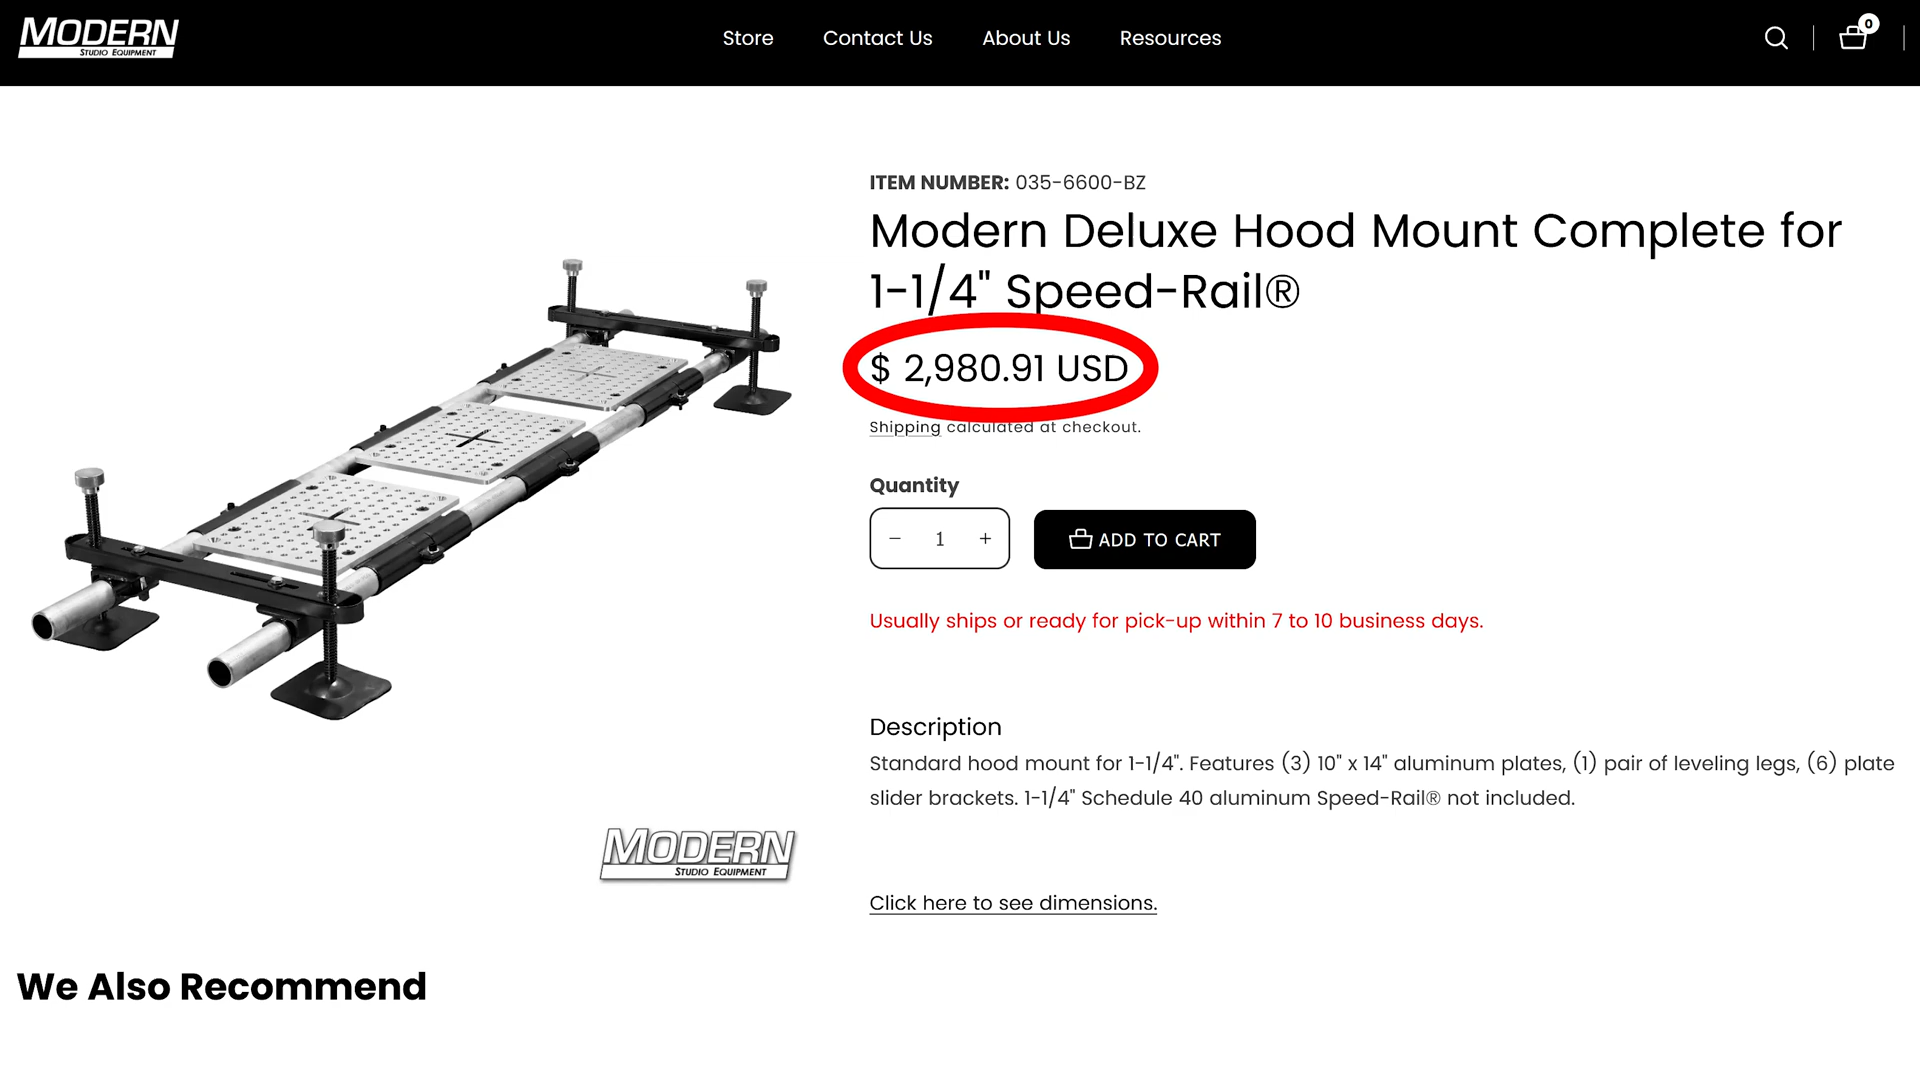 MODERN
STUDIO EQUIPMENT
Store
Contact Us
About Us
Resources
0
ITEM NUMBER: 035-6600-BZ
Modern Deluxe Hood Mount Complete for
1-1/4" Speed-Rail®
$ 2,980.91 USD
Shipping calculated at checkout.
Quantity
− 1 +
ADD TO CART
Usually ships or ready for pick-up within 7 to 10 business days.
Description
Standard hood mount for 1-1/4". Features (3) 10" x 14" aluminum plates, (1) pair of leveling legs, (6) plate
slider brackets. 1-1/4" Schedule 40 aluminum Speed-Rail® not included.
MODERN
STUDIO EQUIPMENT
Click here to see dimensions.
We Also Recommend